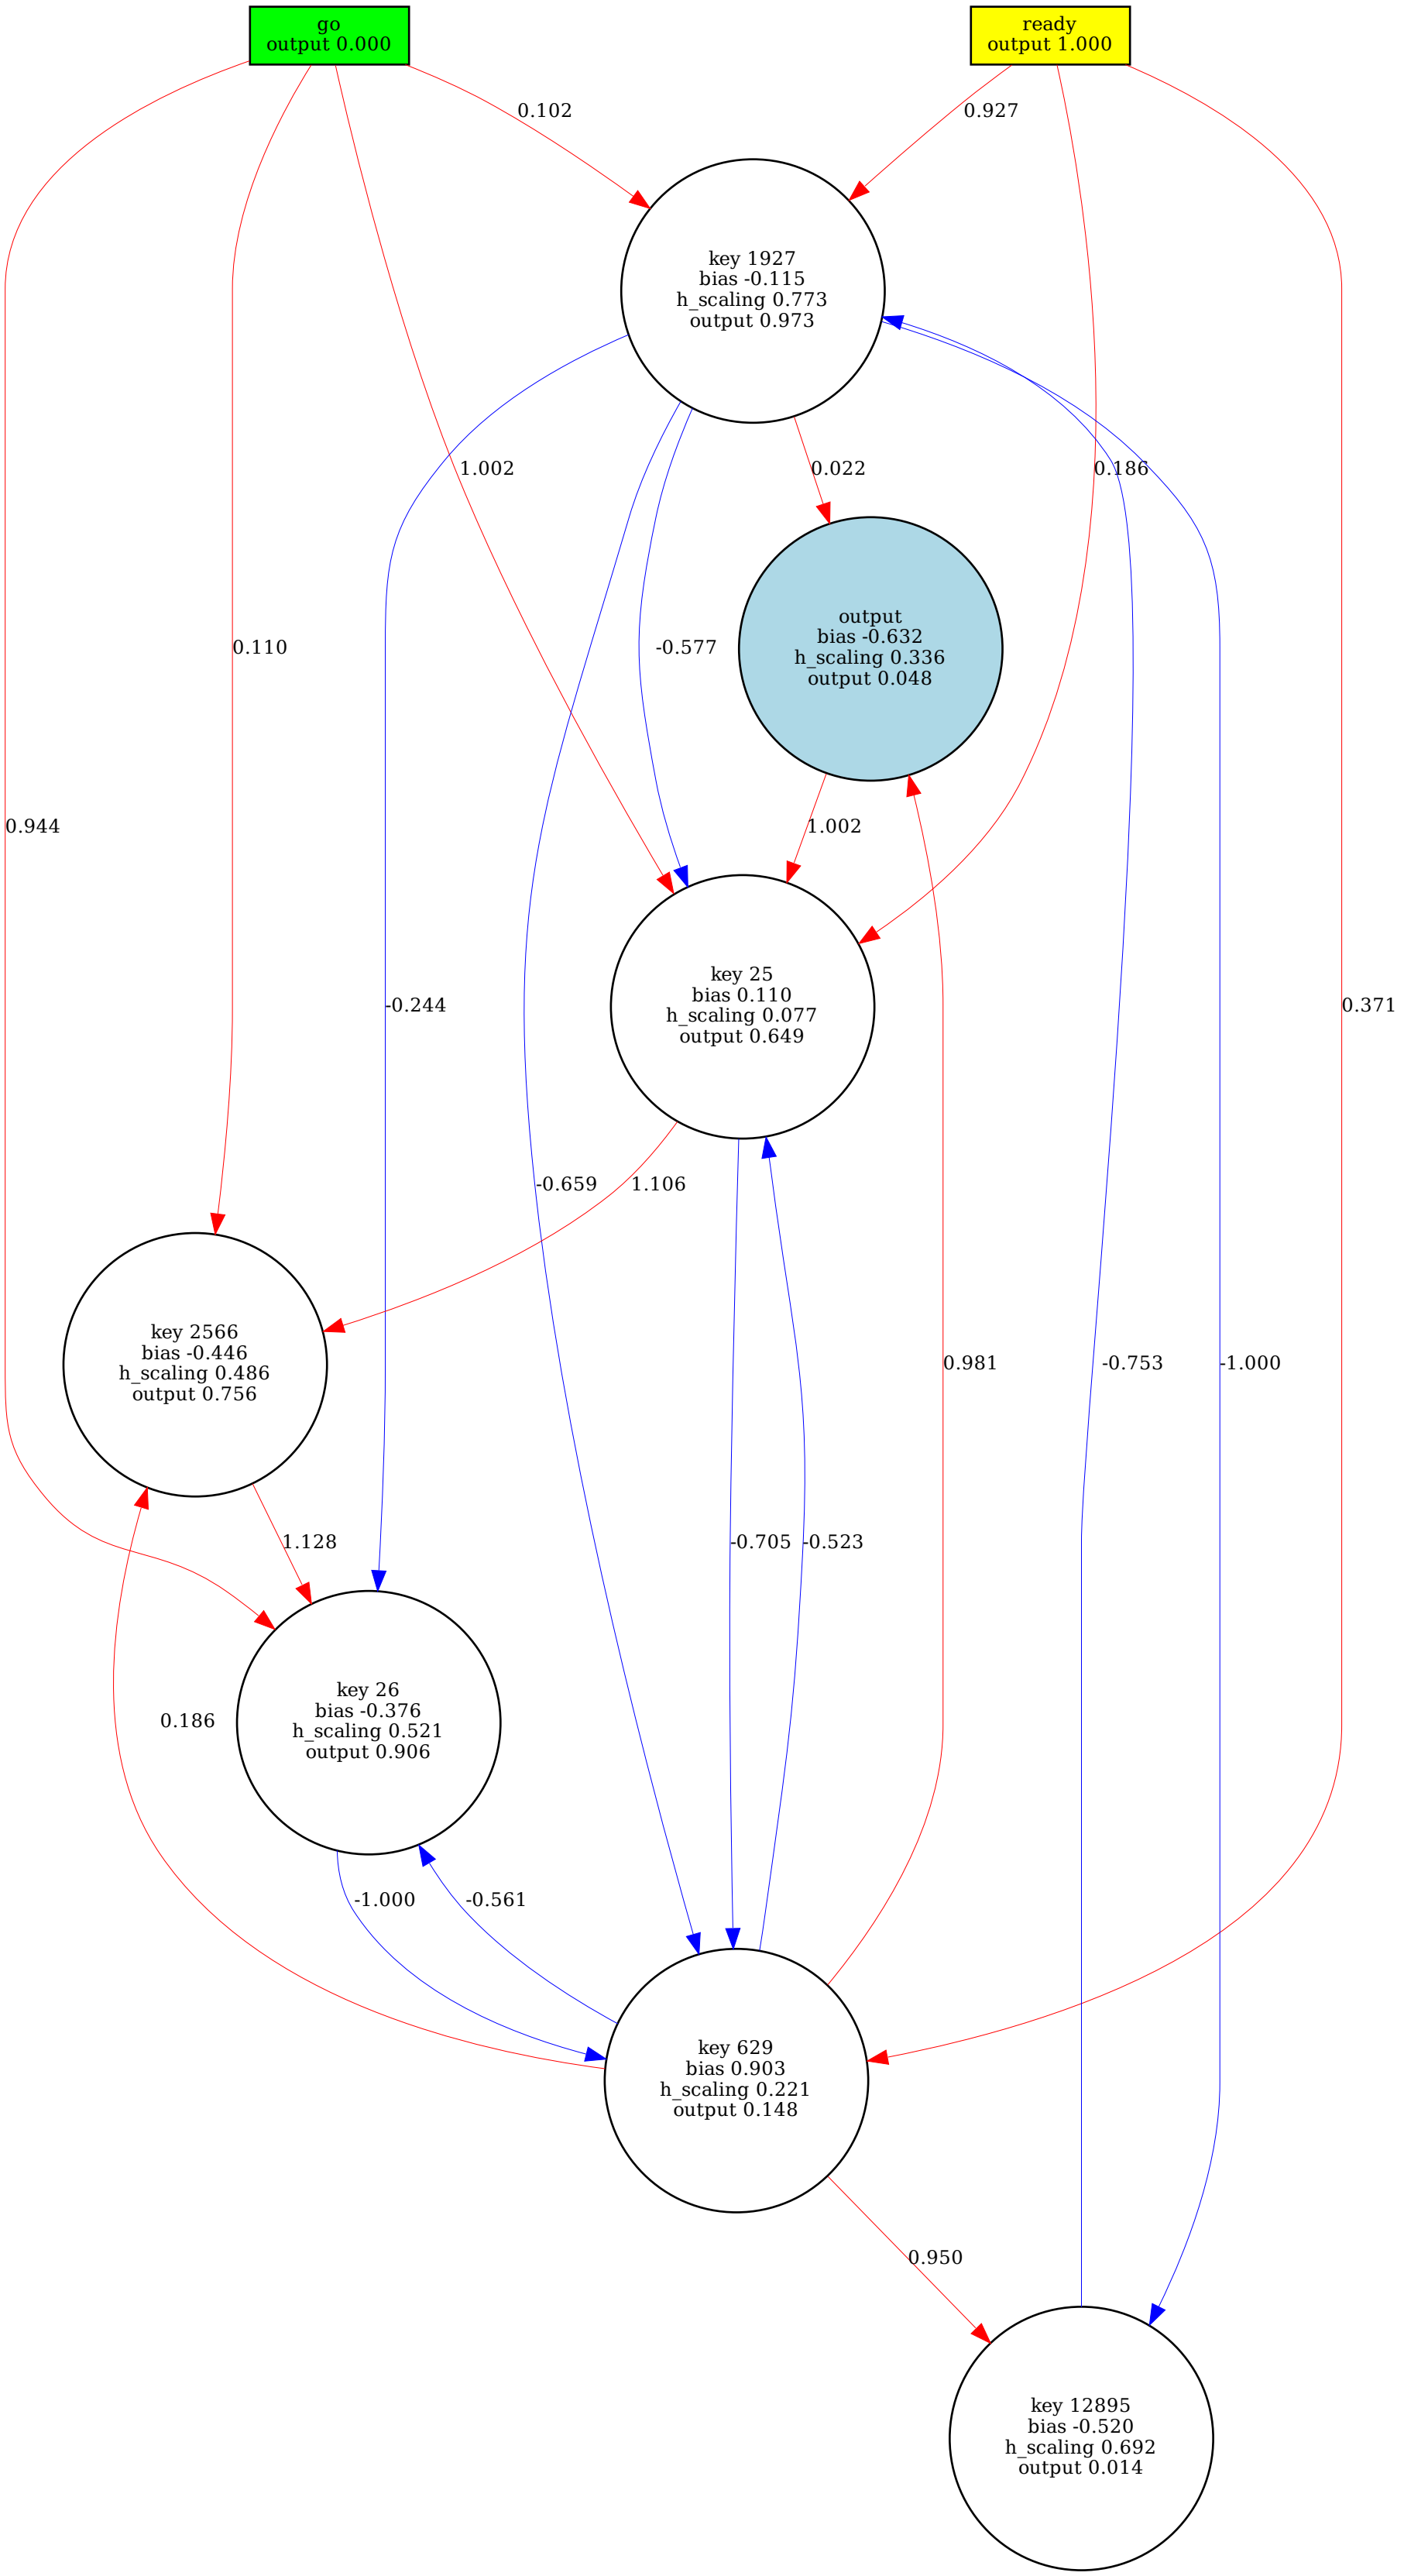 go
output 0.000
ready
output 1.000
0.102
0.927
key 1927
bias -0.115
h_scaling 0.773
output 0.973
1.002
0.022
0.186
0.110
-0.577
output
bias -0.632
h_scaling 0.336
output 0.048
0.944
1.002
-0.244
key 25
bias 0.110
h_scaling 0.077
output 0.649
0.371
-0.659
1.106
key 2566
bias -0.446
h_scaling 0.486
output 0.756
0.981
-0.753
-1.000
1.128
-0.705
-0.523
0.186
key 26
bias -0.376
h_scaling 0.521
output 0.906
-1.000
-0.561
key 629
bias 0.903
h_scaling 0.221
output 0.148
0.950
key 12895
bias -0.520
h_scaling 0.692
output 0.014